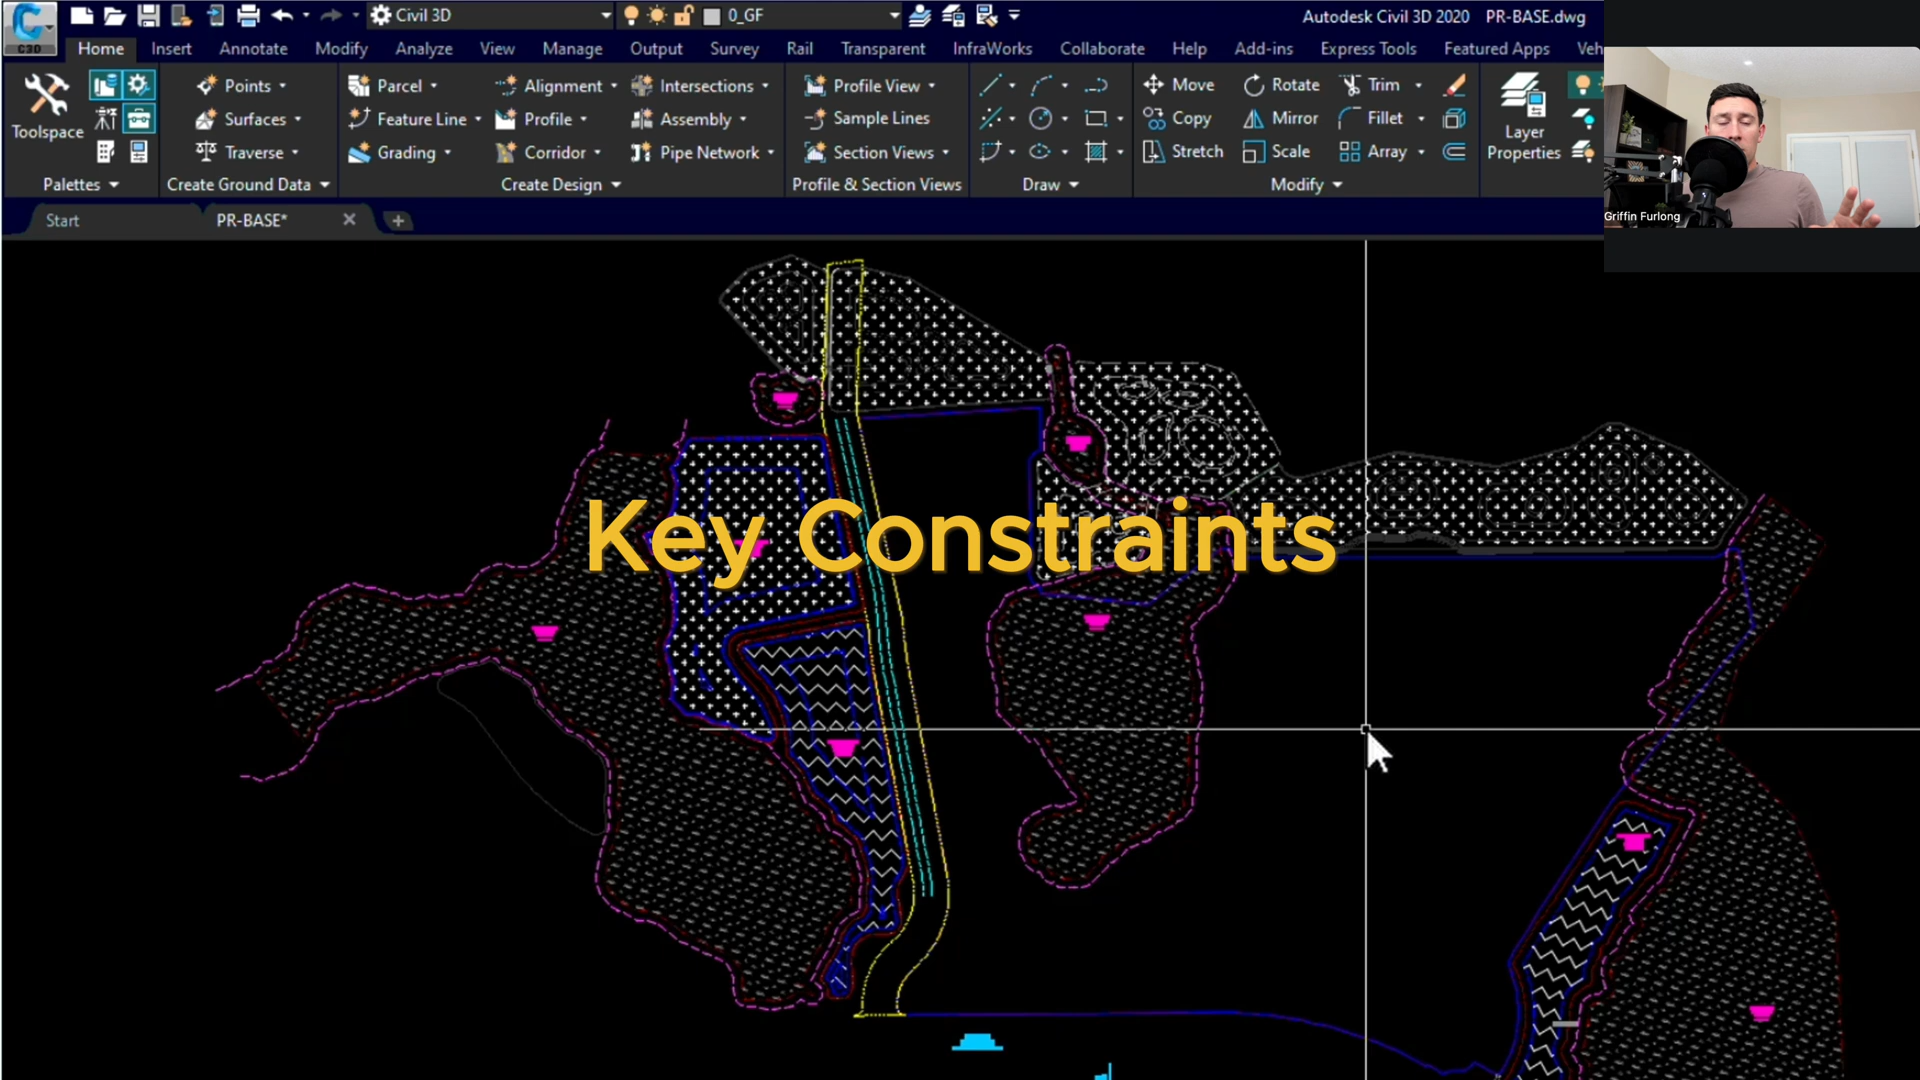 C3D
Civil 3D
0_GF
Autodesk Civil 3D 2020 PR-BASE.dwg
Home Insert Annotate Modify Analyze View Manage Output Survey Rail Transparent InfraWorks Collaborate Help Add-ins Express Tools Featured Apps Veh
Points Parcel Alignment Intersections Profile View Move Rotate Trim
Toolspace Surfaces Feature Line Profile Assembly Sample Lines Copy Mirror Fillet Layer
Properties
Traverse Grading Corridor Pipe Network Section Views Stretch Scale Array
Palettes Create Ground Data Create Design Profile & Section Views Draw Modify
Griffin Furlong
Start PR-BASE*
Key Constraints